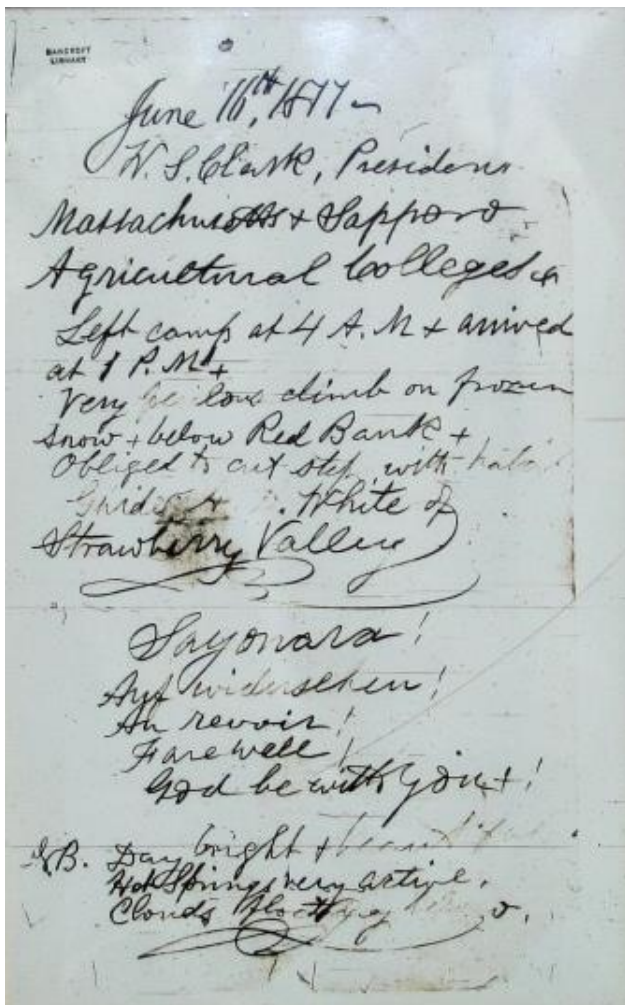 BANCROFT
LIBRARY
June 16th, 1877
W. S. Clark, President
Massachusetts + Sapporo
Agricultural Colleges
Left camp at 4 A.M + arrived
at 1 P.M +
Very climb on frozen
snow + below Red Bank +
Obliged to cut step with
White of
Strawberry Valley
Sayonara!
Auf widersehen!
Au revoir!
Farewell!
God be with you + !
N.B. Day bright +
Hot Springs very active.
Clouds